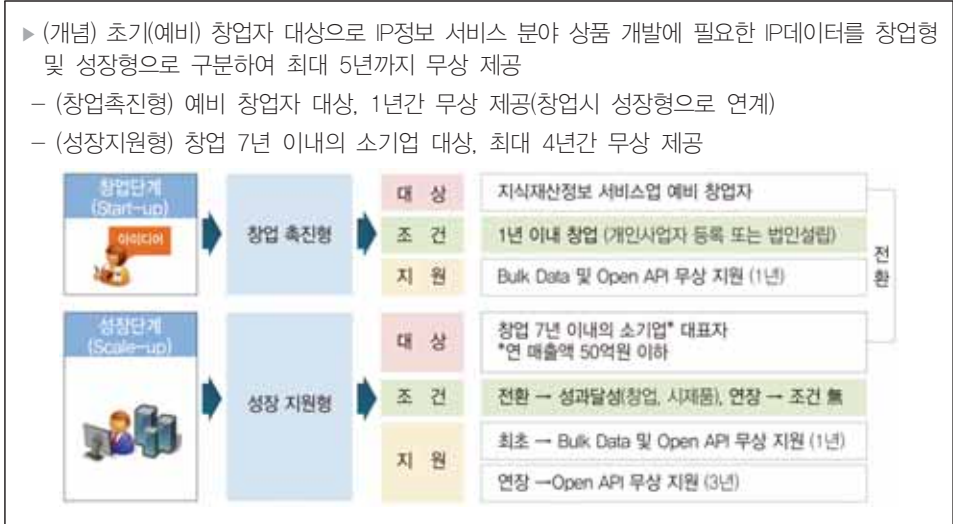 ▶ (개념) 초기(예비) 창업자 대상으로 IP정보 서비스 분야 상품 개발에 필요한 IP데이터를 창업형
및 성장형으로 구분하여 최대 5년까지 무상 제공
– (창업촉진형) 예비 창업자 대상, 1년간 무상 제공(창업시 성장형으로 연계)
– (성장지원형) 창업 7년 이내의 소기업 대상, 최대 4년간 무상 제공
창업단계
(Start-up)
아이디어
창업 촉진형
대 상
지식재산정보 서비스업 예비 창업자
조 건
1년 이내 창업 (개인사업자 등록 또는 법인설립)
지 원
Bulk Data 및 Open API 무상 지원 (1년)
전환
성장단계
(Scale-up)
성장 지원형
대 상
창업 7년 이내의 소기업* 대표자
*연 매출액 50억원 이하
조 건
전환 → 성과달성(창업, 시제품), 연장 → 조건 無
지 원
최초 → Bulk Data 및 Open API 무상 지원 (1년)
연장 →Open API 무상 지원 (3년)